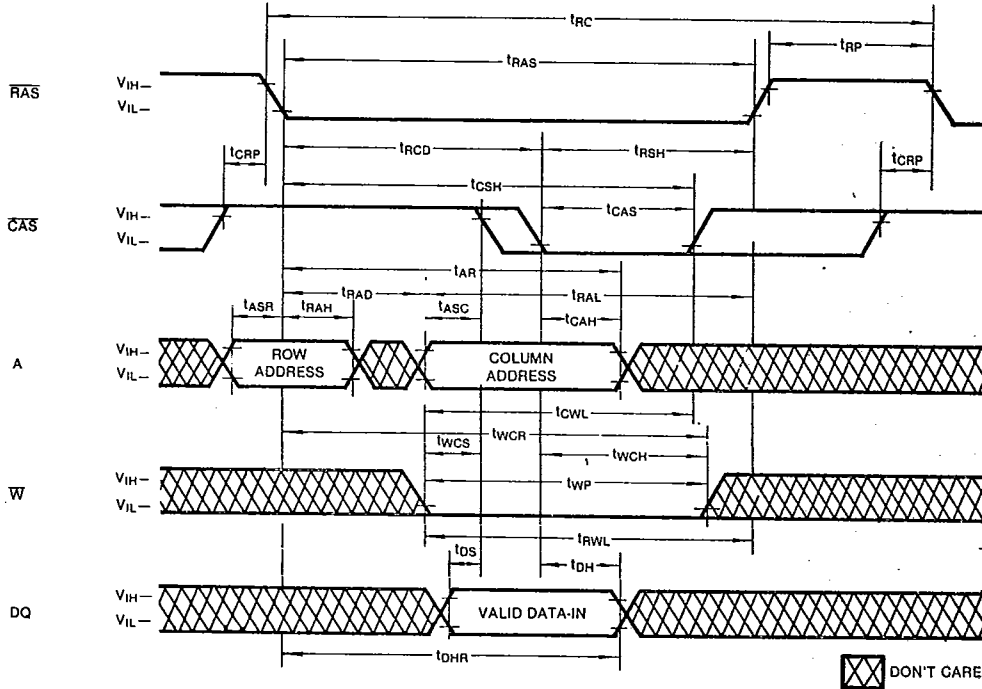 tRC
tRP
tRAS
RAS
VIH–
VIL–
tCRP
tRCD
tRSH
tCRP
tCSH
tCAS
CAS
VIH–
VIL–
tAR
tRAD
tRAL
tASR
tRAH
tASC
tCAH
A
VIH–
VIL–
ROW
ADDRESS
COLUMN
ADDRESS
tCWL
tWCR
tWCS
tWCH
tWP
W
VIH–
VIL–
tRWL
tDS
tDH
DQ
VIH–
VIL–
VALID DATA-IN
tDHR
DON'T CARE